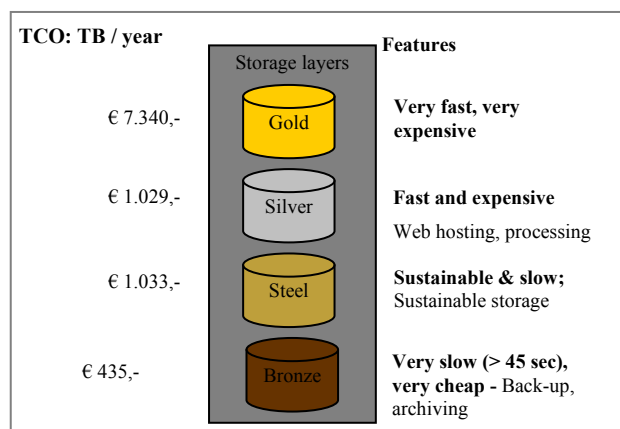 TCO: TB / year
Features
Storage layers
€ 7.340,-
Gold
Very fast, very
expensive
€ 1.029,-
Silver
Fast and expensive
Web hosting, processing
€ 1.033,-
Steel
Sustainable & slow;
Sustainable storage
€ 435,-
Bronze
Very slow (> 45 sec),
very cheap - Back-up,
archiving